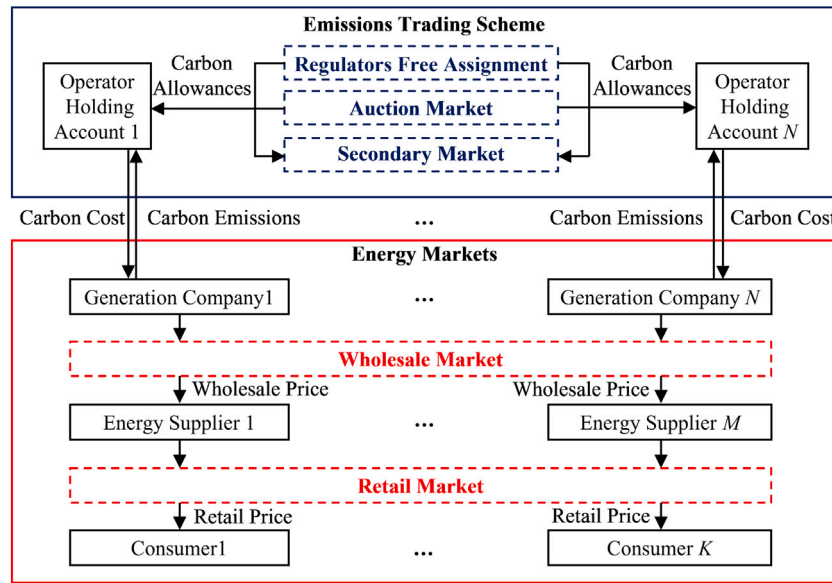 Emissions Trading Scheme
Operator
Holding
Account 1
Carbon
Allowances
Regulators Free Assignment
Auction Market
Secondary Market
Carbon
Allowances
Operator
Holding
Account N
Carbon Cost
Carbon Emissions
...
Carbon Emissions
Carbon Cost
Energy Markets
Generation Company1
...
Generation Company N
Wholesale Market
Wholesale Price
Wholesale Price
Energy Supplier 1
...
Energy Supplier M
Retail Market
Retail Price
Retail Price
Consumer1
...
Consumer K